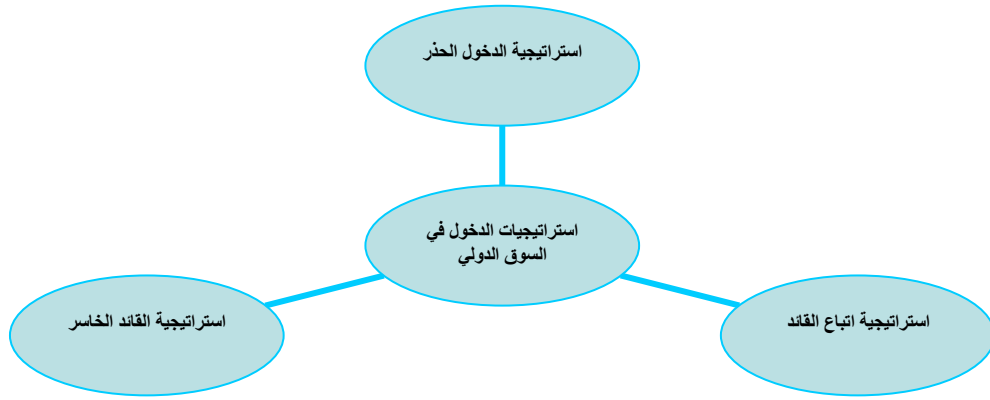 استراتيجية الدخول الحذر
استراتيجيات الدخول في
السوق الدولي
استراتيجية اتباع القائد
استراتيجية القائد الخاسر